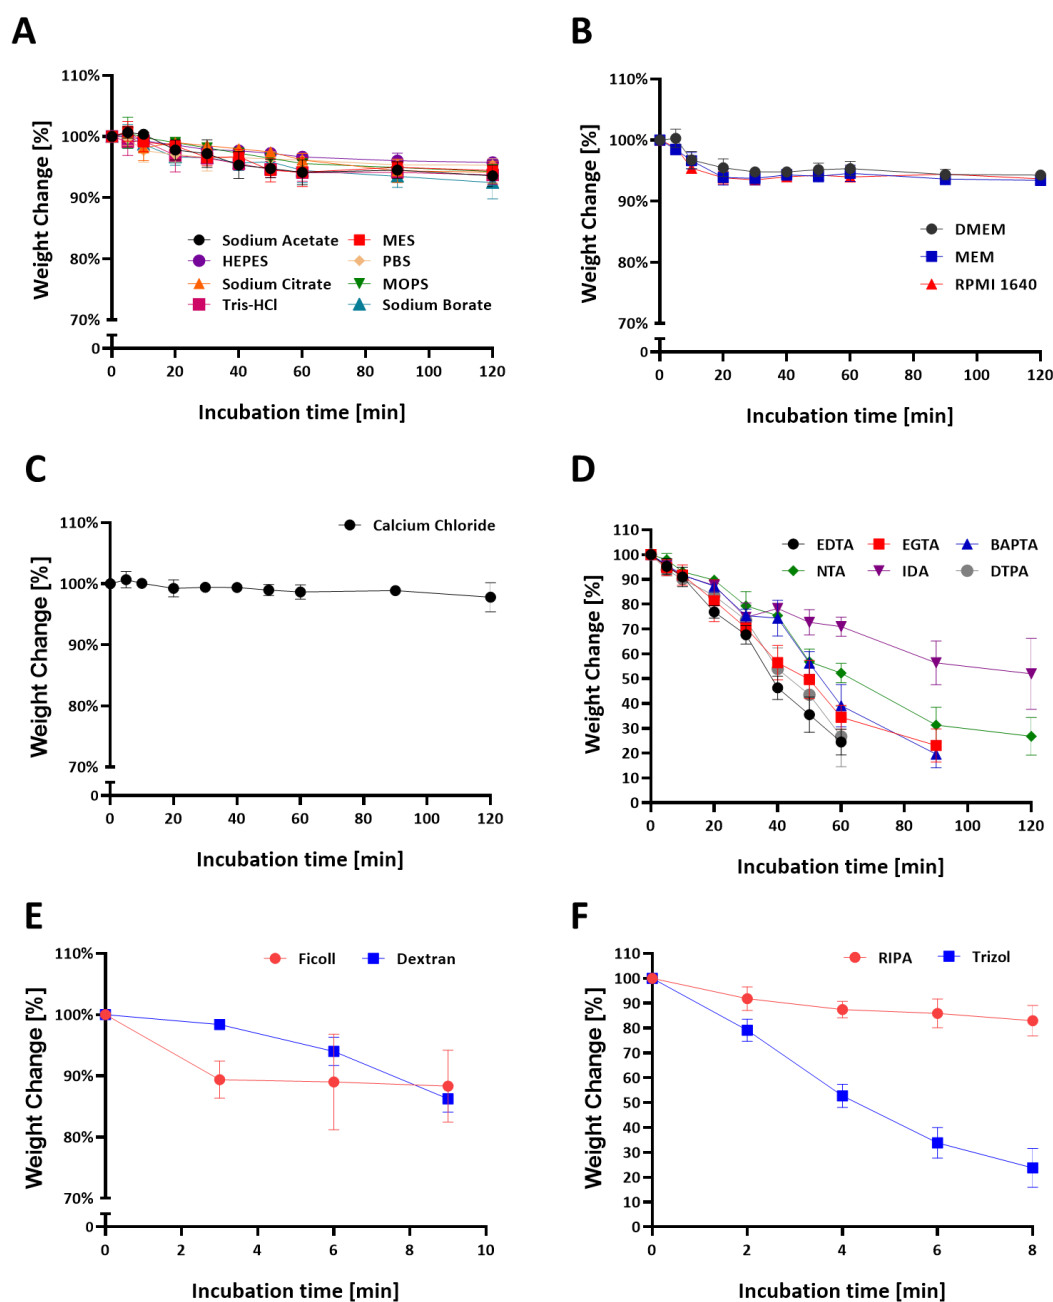 A
Weight Change [%]
110%
100%
90%
80%
70%
0
0 20 40 60 80 100 120
Incubation time [min]
Sodium Acetate
HEPES
Sodium Citrate
Tris-HCl
MES
PBS
MOPS
Sodium Borate
B
Weight Change [%]
110%
100%
90%
80%
70%
0
0 20 40 60 80 100 120
Incubation time [min]
DMEM
MEM
RPMI 1640
C
Weight Change [%]
110%
100%
90%
80%
70%
0
0 20 40 60 80 100 120
Incubation time [min]
Calcium Chloride
D
Weight Change [%]
110
100
90
80
70
60
50
40
30
20
10
0
0 20 40 60 80 100 120
Incubation time [min]
EDTA EGTA BAPTA
NTA IDA DTPA
E
Weight Change [%]
110%
100%
90%
80%
70%
0
0 2 4 6 8 10
Incubation time [min]
Ficoll Dextran
F
Weight Change [%]
110
100
90
80
70
60
50
40
30
20
10
0
0 2 4 6 8
Incubation time [min]
RIPA Trizol